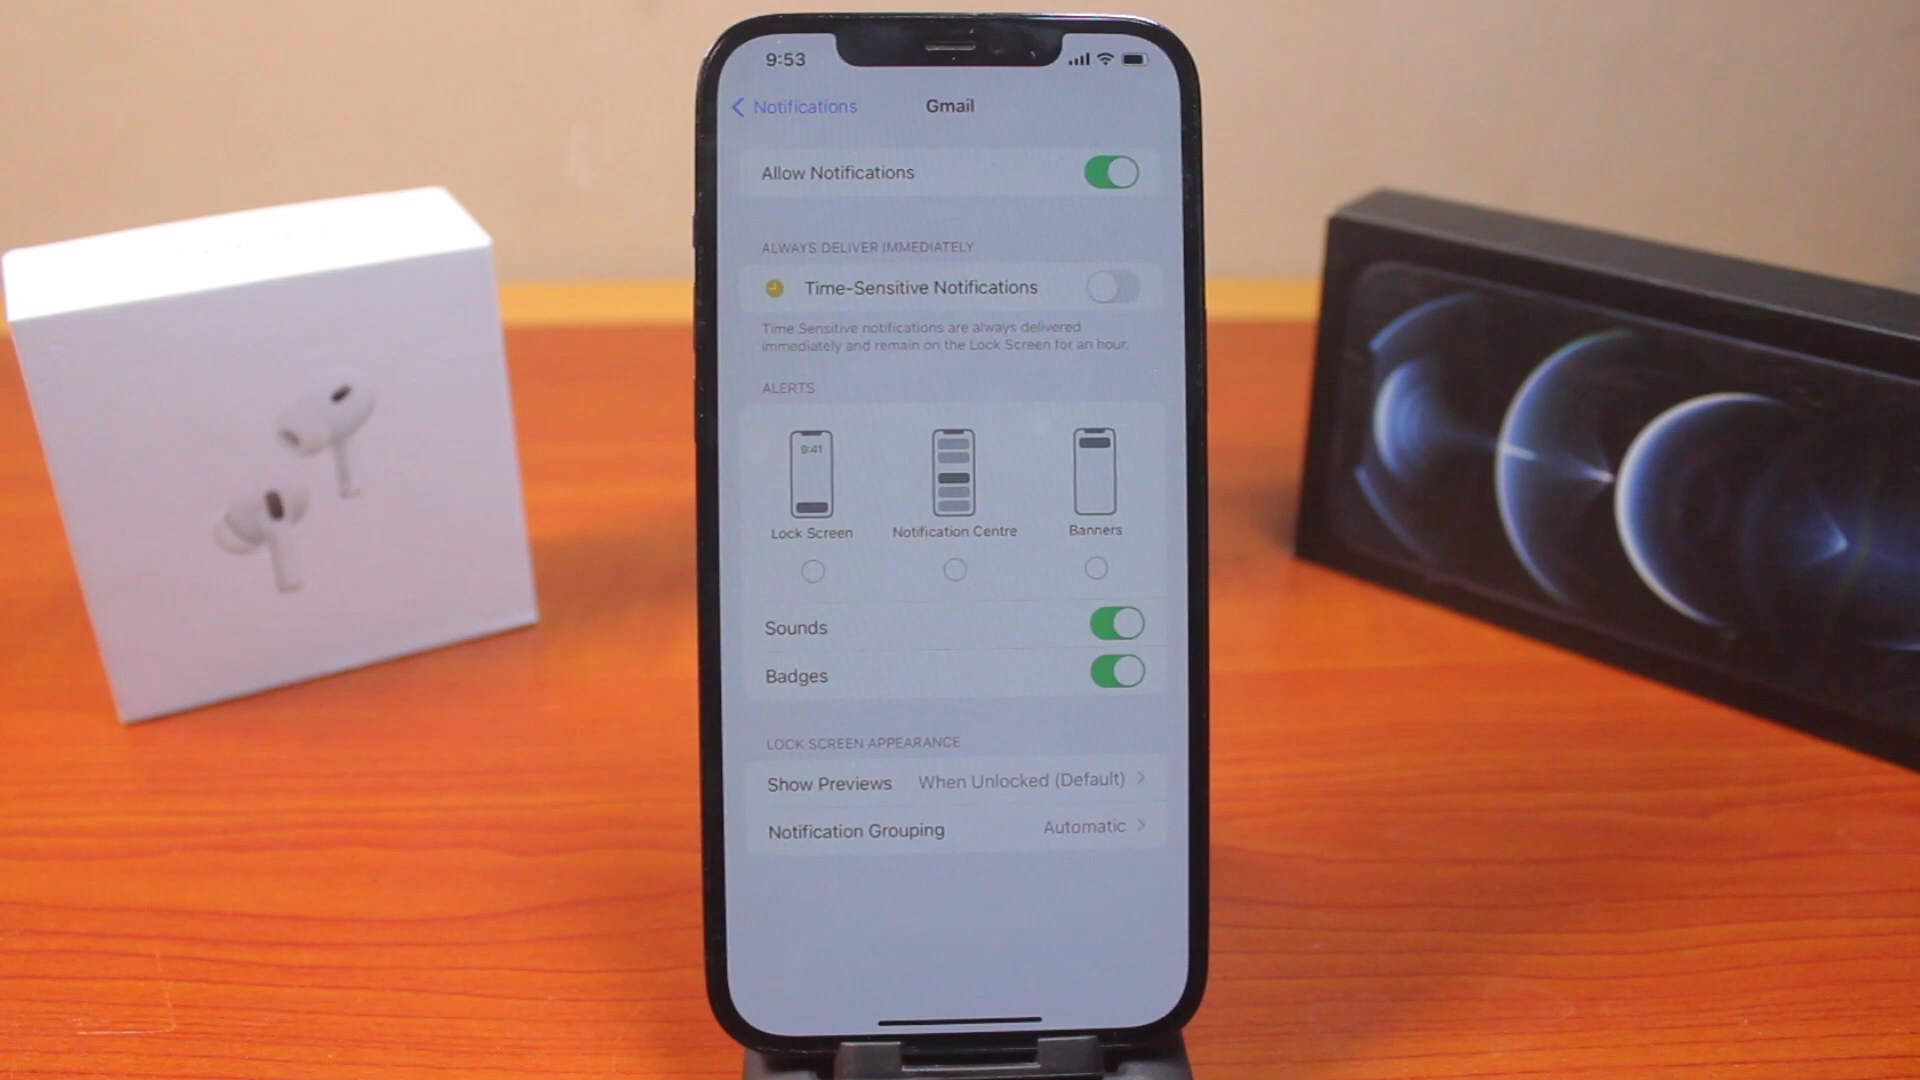 9:53
Notifications
Gmail
Allow Notifications
ALWAYS DELIVER IMMEDIATELY
Time-Sensitive Notifications
Time Sensitive notifications are always delivered
immediately and remain on the Lock Screen for an hour.
ALERTS
9:41
Lock Screen
Notification Centre
Banners
Sounds
Badges
LOCK SCREEN APPEARANCE
Show Previews When Unlocked (Default)
Notification Grouping Automatic